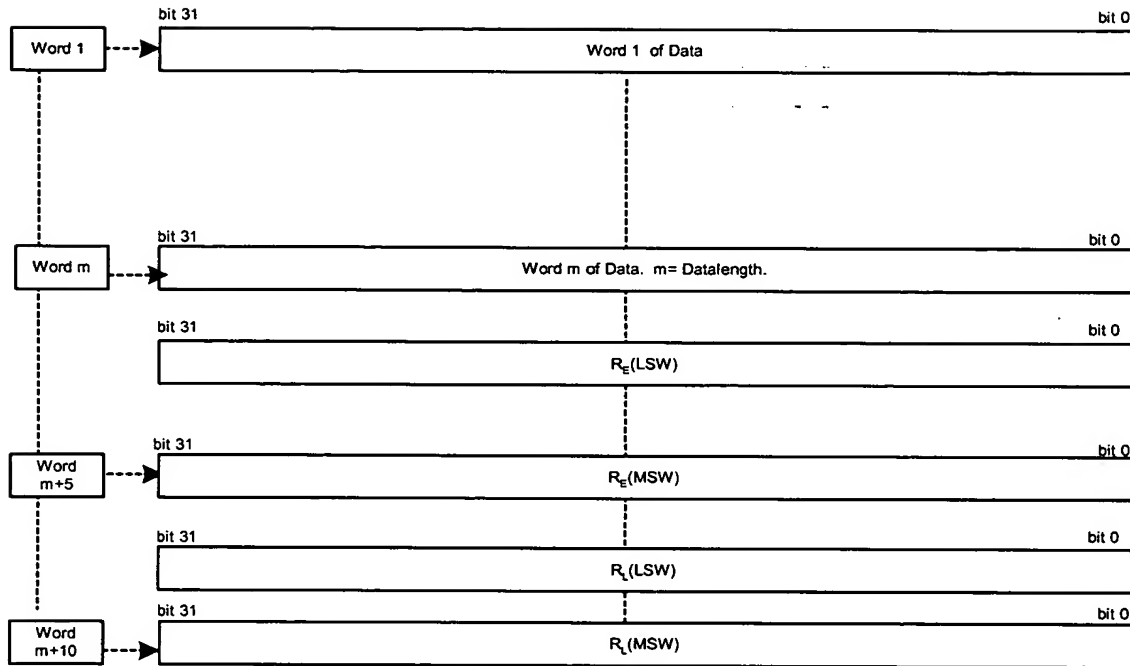 bit 31 bit 0
Word 1 Word 1 of Data
bit 31 bit 0
Word m Word m of Data. m= Datalength.
bit 31 bit 0
R_E(LSW)
bit 31 bit 0
Word
m+5
R_E(MSW)
bit 31 bit 0
R_L(LSW)
bit 31 bit 0
Word
m+10
R_L(MSW)